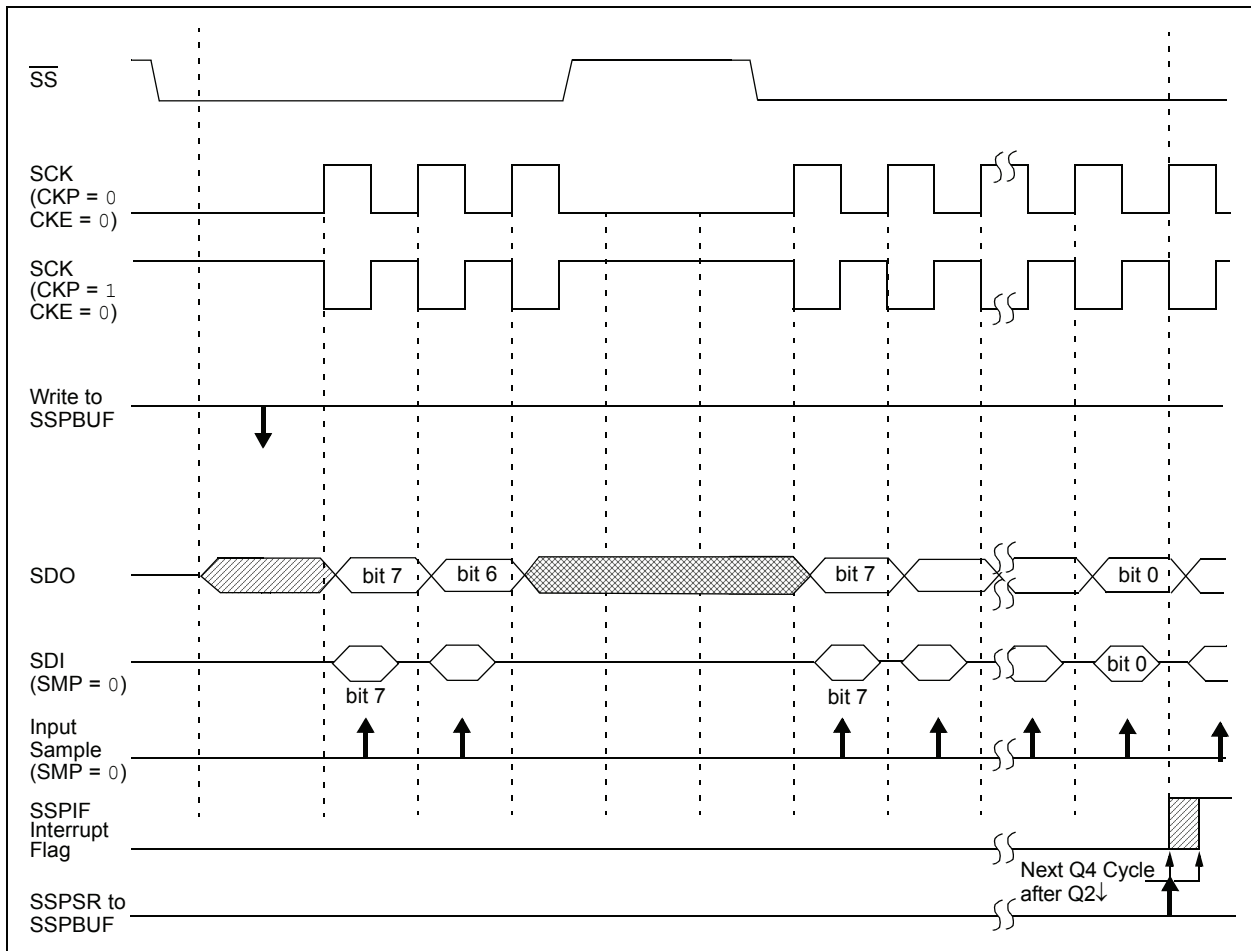 SS
SCK
(CKP = 0
CKE = 0)
SCK
(CKP = 1
CKE = 0)
Write to
SSPBUF
SDO
bit 7
bit 6
bit 7
bit 0
SDI
(SMP = 0)
bit 7
bit 7
bit 0
Input
Sample
(SMP = 0)
SSPIF
Interrupt
Flag
Next Q4 Cycle
after Q2↓
SSPSR to
SSPBUF